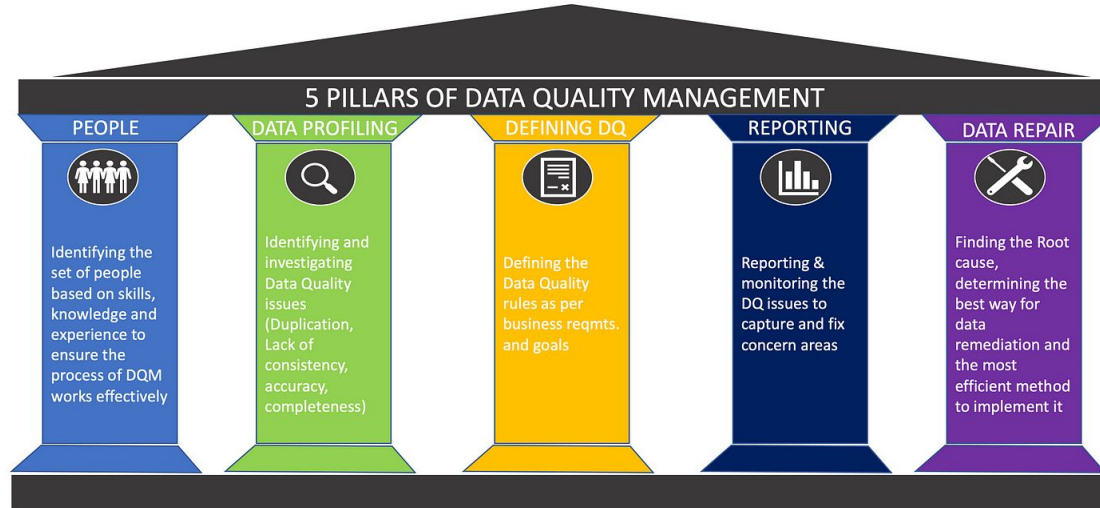 5 PILLARS OF DATA QUALITY MANAGEMENT
PEOPLE
Identifying the
set of people
based on skills,
knowledge and
experience to
ensure the
process of DQM
works effectively
DATA PROFILING
Identifying and
investigating
Data Quality
issues
(Duplication,
Lack of
consistency,
accuracy,
completeness)
DEFINING DQ
Defining the
Data Quality
rules as per
business reqmts.
and goals
REPORTING
Reporting &
monitoring the
DQ issues to
capture and fix
concern areas
DATA REPAIR
Finding the Root
cause,
determining the
best way for
data
remediation and
the most
efficient method
to implement it